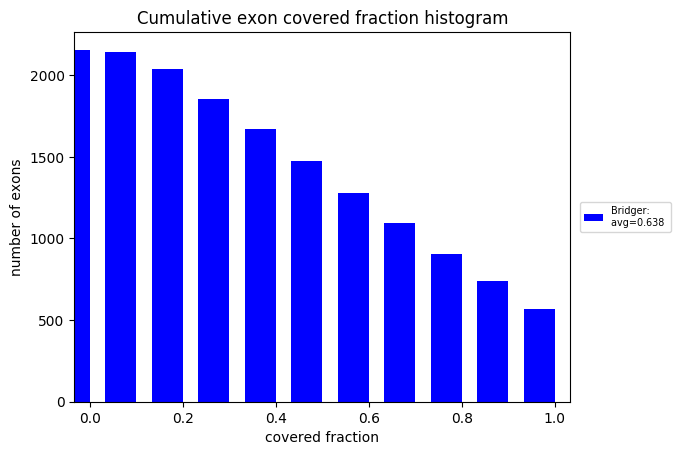 Cumulative exon covered fraction histogram
number of exons
2000
1500
1000
500
0
0.0 0.2 0.4 0.6 0.8 1.0
covered fraction
Bridger:
avg=0.638